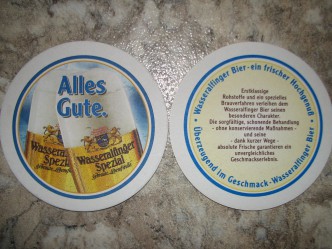 Alles
Gute.
Wasseralfinger
Spezial
Wasseralfinger Bier - ein frischer Hochgenuß
Erstklassige
Rohstoffe und ein spezielles
Brauverfahren verleihen dem
Wasseralfinger Bier seinen
besonderen Charakter.
Die sorgfältige, schonende Behandlung
- ohne konservierende Maßnahmen -
und seine
- dank kurzer Wege -
absolute Frische garantieren ein
unvergleichliches
Geschmackserlebnis.
Überzeugend im Geschmack - Wasseralfinger Bier